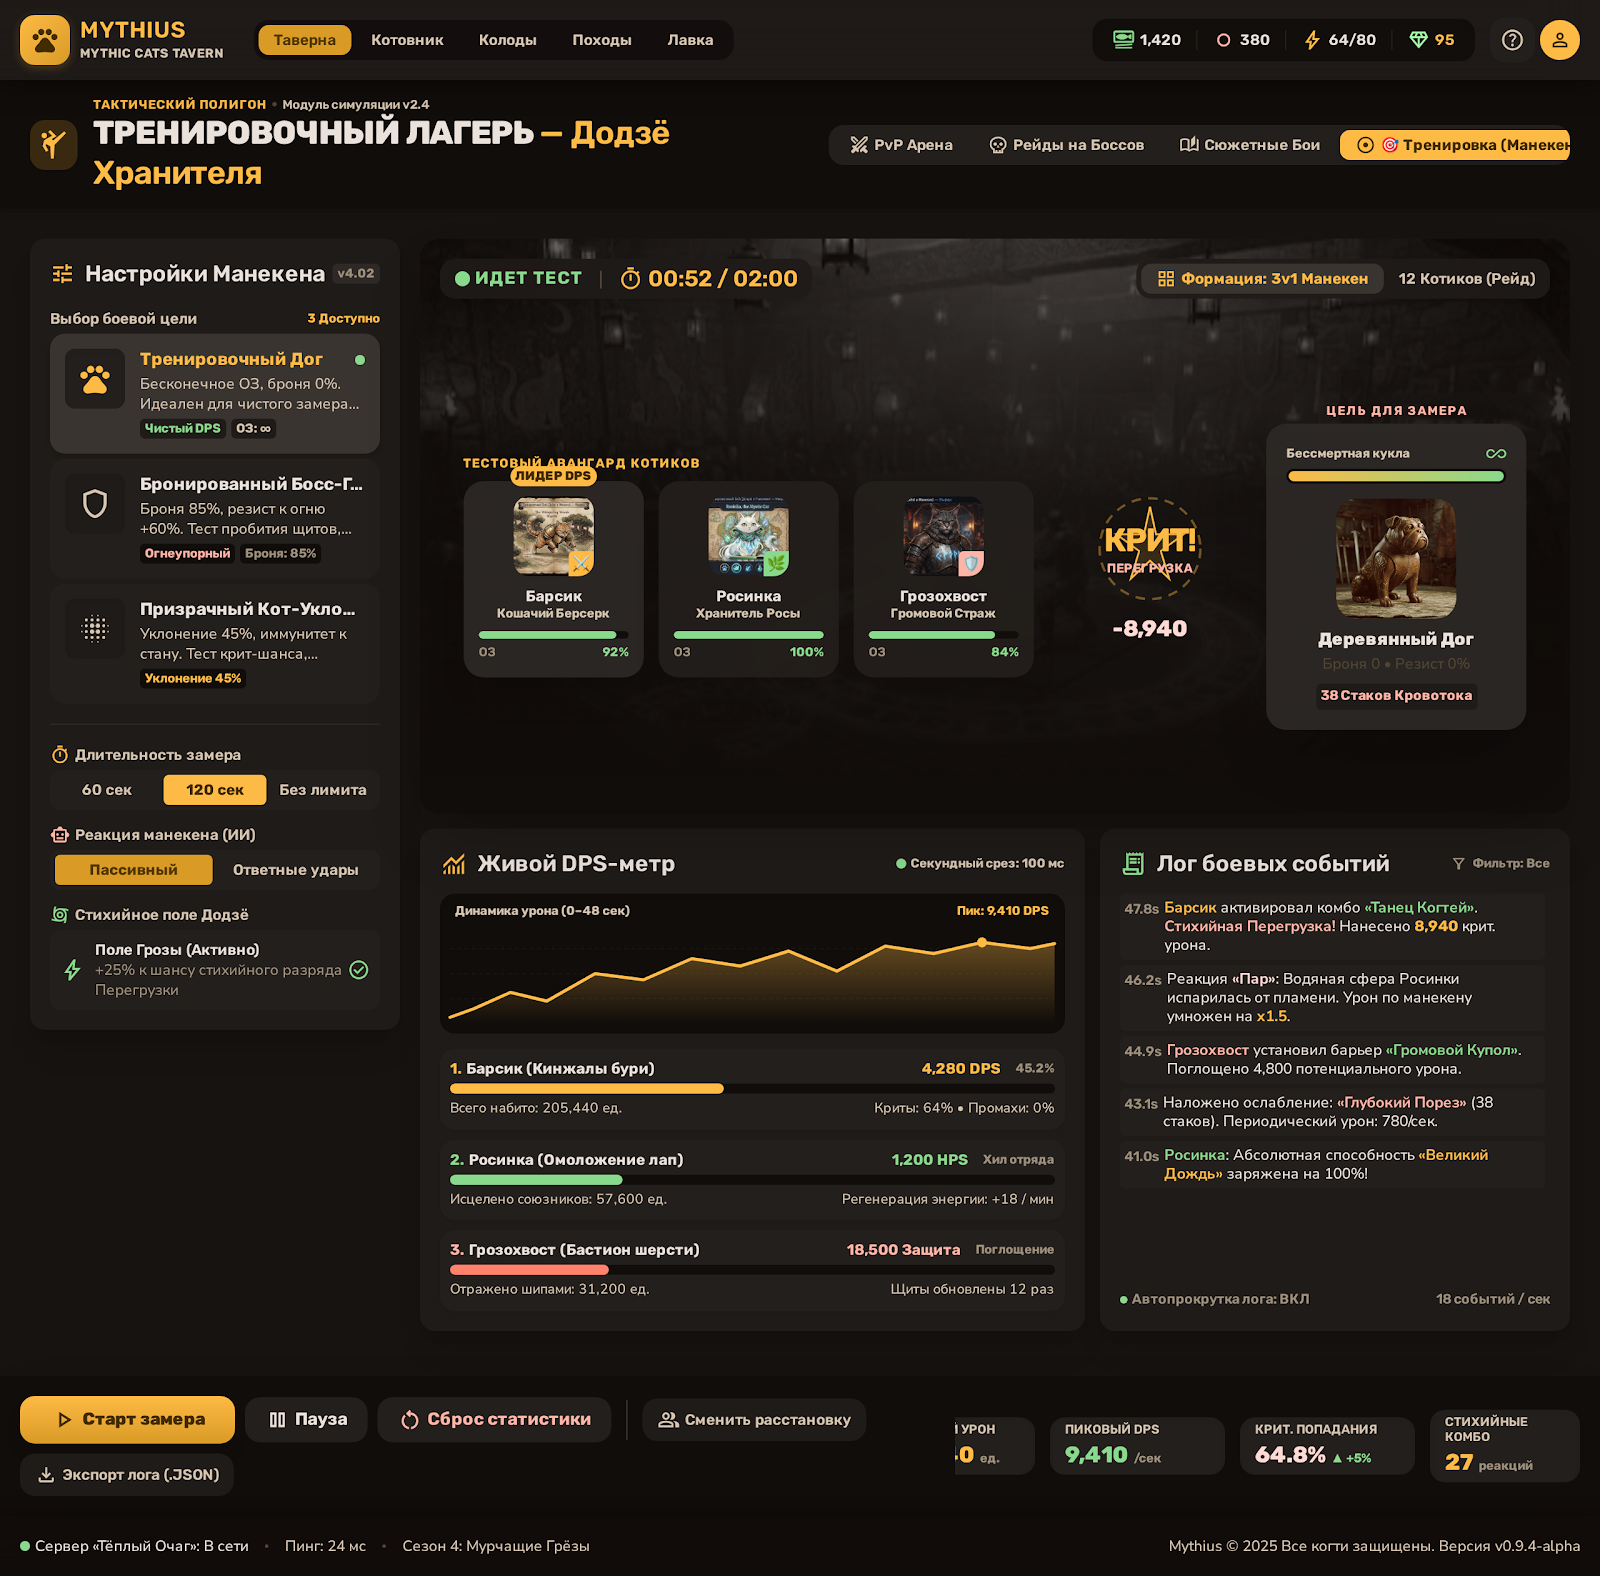 MYTHIUS
MYTHIC CATS TAVERN
Таверна
Котовник
Колоды
Походы
Лавка
1,420
380
64/80
95
ТАКТИЧЕСКИЙ ПОЛИГОН • Модуль симуляции v2.4
ТРЕНИРОВОЧНЫЙ ЛАГЕРЬ — Додзё
Хранителя
PvP Арена
Рейды на Боссов
Сюжетные Бои
🎯 Тренировка (Манекен
Настройки Манекена
v4.02
Выбор боевой цели
3 Доступно
Тренировочный Дог
Бесконечное ОЗ, броня 0%.
Идеален для чистого замера...
Чистый DPS
ОЗ: ∞
Бронированный Босс-Г...
Броня 85%, резист к огню
+60%. Тест пробития щитов,...
Огнеупорный
Броня: 85%
Призрачный Кот-Укло...
Уклонение 45%, иммунитет к
стану. Тест крит-шанса,...
Уклонение 45%
Длительность замера
60 сек
120 сек
Без лимита
Реакция манекена (ИИ)
Пассивный
Ответные удары
Стихийное поле Додзё
Поле Грозы (Активно)
+25% к шансу стихийного разряда
Перегрузки
ИДЕТ ТЕСТ
00:52 / 02:00
Формация: 3v1 Манекен
12 Котиков (Рейд)
ТЕСТОВЫЙ АВАНГАРД КОТИКОВ
ЛИДЕР DPS
Барсик
Кошачий Берсерк
ОЗ
92%
Росинка
Хранитель Росы
ОЗ
100%
Грозохвост
Громовой Страж
ОЗ
84%
КРИТ!
ПЕРЕГРУЗКА
-8,940
ЦЕЛЬ ДЛЯ ЗАМЕРА
Бессмертная кукла
Деревянный Дог
Броня 0 • Резист 0%
38 Стаков Кровотока
Живой DPS-метр
Секундный срез: 100 мс
Динамика урона (0–48 сек)
Пик: 9,410 DPS
1. Барсик (Кинжалы бури)
4,280 DPS
45.2%
Всего набито: 205,440 ед.
Криты: 64% • Промахи: 0%
2. Росинка (Омоложение лап)
1,200 HPS
Хил отряда
Исцелено союзников: 57,600 ед.
Регенерация энергии: +18 / мин
3. Грозохвост (Бастион шерсти)
18,500 Защита
Поглощение
Отражено шипами: 31,200 ед.
Щиты обновлены 12 раз
Лог боевых событий
Фильтр: Все
47.8s Барсик активировал комбо «Танец Когтей».
Стихийная Перегрузка! Нанесено 8,940 крит.
урона.
46.2s Реакция «Пар»: Водяная сфера Росинки
испарилась от пламени. Урон по манекену
умножен на x1.5.
44.9s Грозохвост установил барьер «Громовой Купол».
Поглощено 4,800 потенциального урона.
43.1s Наложено ослабление: «Глубокий Порез» (38
стаков). Периодический урон: 780/сек.
41.0s Росинка: Абсолютная способность «Великий
Дождь» заряжена на 100%!
Автопрокрутка лога: ВКЛ
18 событий / сек
Старт замера
Пауза
Сброс статистики
Сменить расстановку
Экспорт лога (.JSON)
УРОН
0 ед.
ПИКОВЫЙ DPS
9,410 /сек
КРИТ. ПОПАДАНИЯ
64.8% ▲ +5%
СТИХИЙНЫЕ
КОМБО
27 реакций
Сервер «Тёплый Очаг»: В сети
•
Пинг: 24 мс
•
Сезон 4: Мурчащие Грёзы
Mythius © 2025 Все когти защищены. Версия v0.9.4-alpha